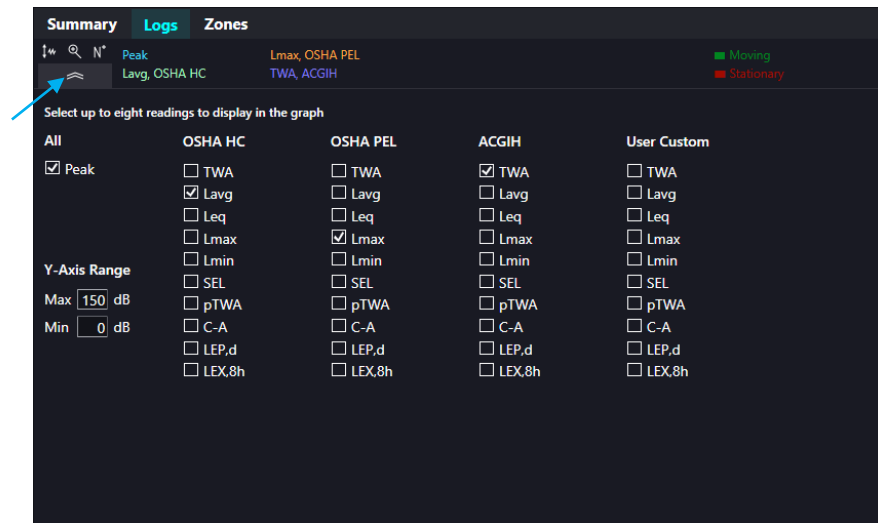 Summary Logs Zones
N* Peak Lmax, OSHA PEL Moving
Lavg, OSHA HC TWA, ACGIH Stationary
Select up to eight readings to display in the graph
All OSHA HC OSHA PEL ACGIH User Custom
Peak TWA TWA TWA TWA
Lavg Lavg Lavg Lavg
Leq Leq Leq Leq
Lmax Lmax Lmax Lmax
Y-Axis Range Lmin Lmin Lmin Lmin
SEL SEL SEL SEL
Max 150 dB pTWA pTWA pTWA pTWA
Min 0 dB C-A C-A C-A C-A
LEP,d LEP,d LEP,d LEP,d
LEX,8h LEX,8h LEX,8h LEX,8h